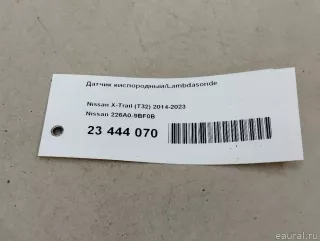 Датчик кислородный/Lambdasonde
Nissan X-Trail (T32) 2014-2023
Nissan 226A0-9BF0B
23 444 070
eaural.ru